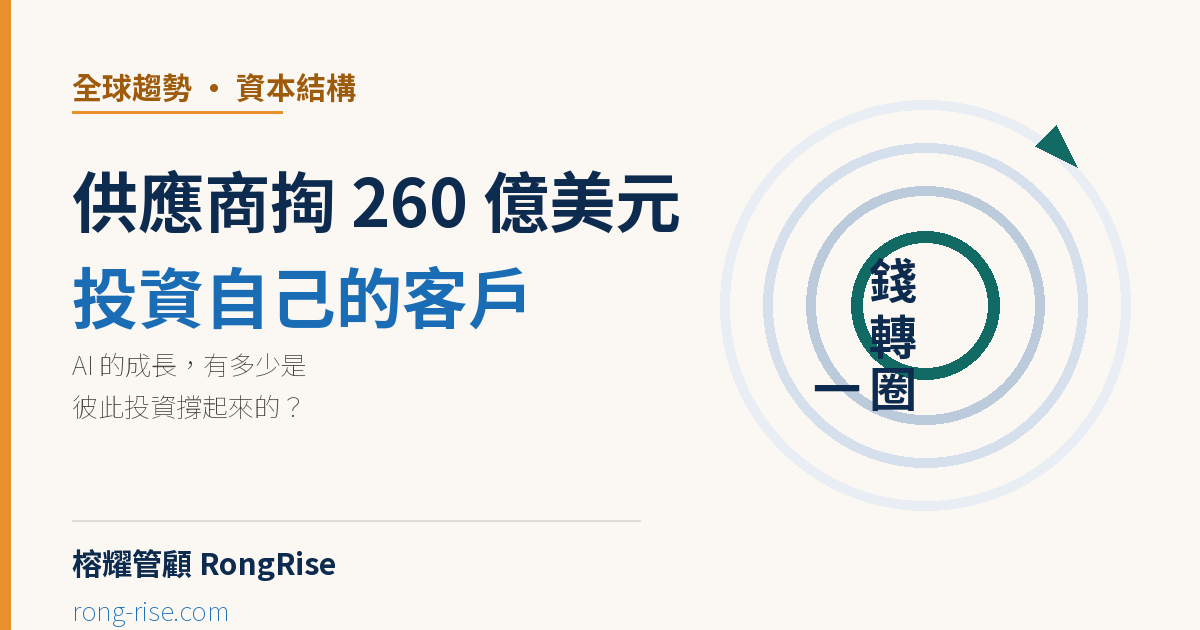 全球趨勢 • 資本結構
供應商掏 260 億美元
投資自己的客戶
AI 的成長，有多少是
彼此投資撐起來的？
錢
轉
一圈
榕耀管顧 RongRise
rong-rise.com